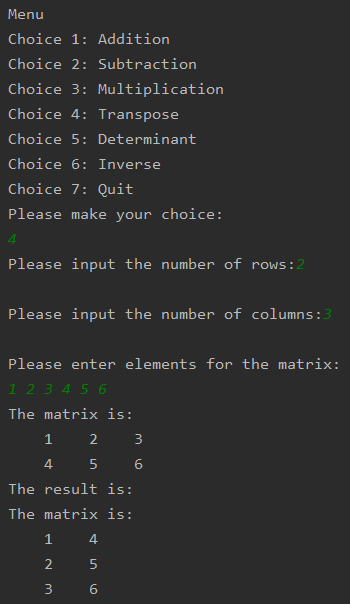 Menu
Choice 1: Addition
Choice 2: Subtraction
Choice 3: Multiplication
Choice 4: Transpose
Choice 5: Determinant
Choice 6: Inverse
Choice 7: Quit
Please make your choice:
4
Please input the number of rows:2
Please input the number of columns:3
Please enter elements for the matrix:
1 2 3 4 5 6
The matrix is:
1 2 3
4 5 6
The result is:
The matrix is:
1 4
2 5
3 6